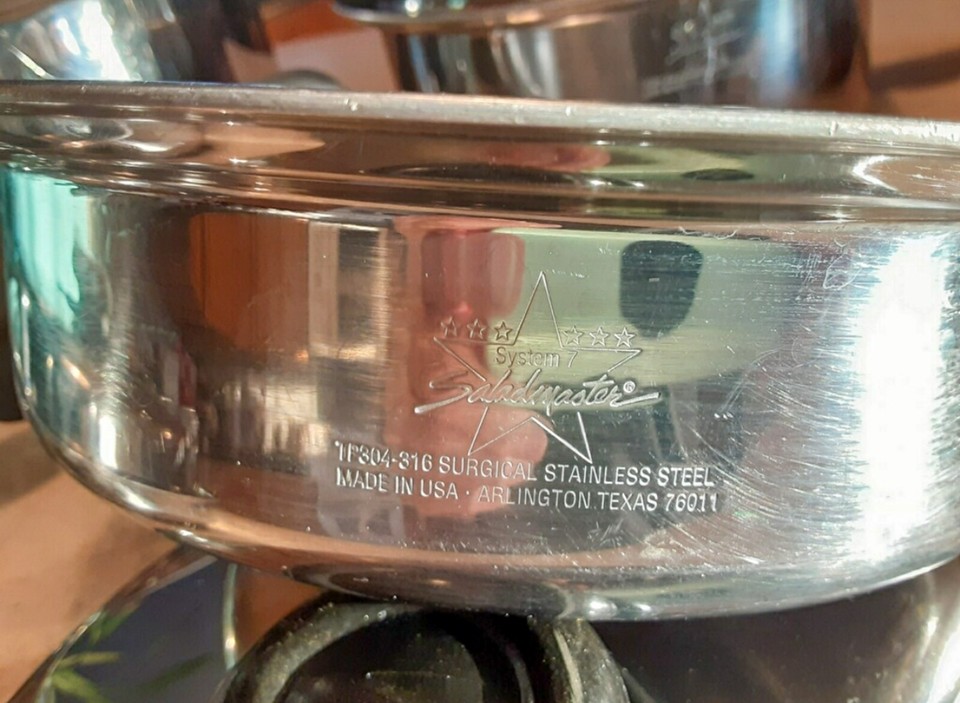 System 7
Saladmaster®
TP304-316 SURGICAL STAINLESS STEEL
MADE IN USA · ARLINGTON TEXAS 76011